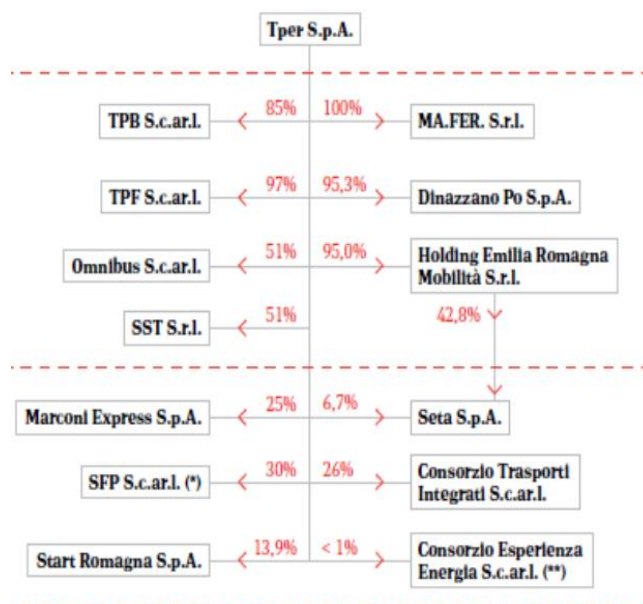 Tper S.p.A.
85% 100%
TPB S.c.ar.l. MA.FER. S.r.l.
97% 95,3%
TPF S.c.ar.l. Dinazzano Po S.p.A.
51% 95,0%
Omnibus S.c.ar.l. Holding Emilia Romagna
Mobilità S.r.l.
51% 42,8%
SST S.r.l.
25% 6,7%
Marconi Express S.p.A. Seta S.p.A.
30% 26%
SFP S.c.ar.l. (*) Consorzio Trasporti
Integrati S.c.ar.l.
13,9% < 1%
Start Romagna S.p.A. Consorzio Esperienza
Energia S.c.ar.l. (**)